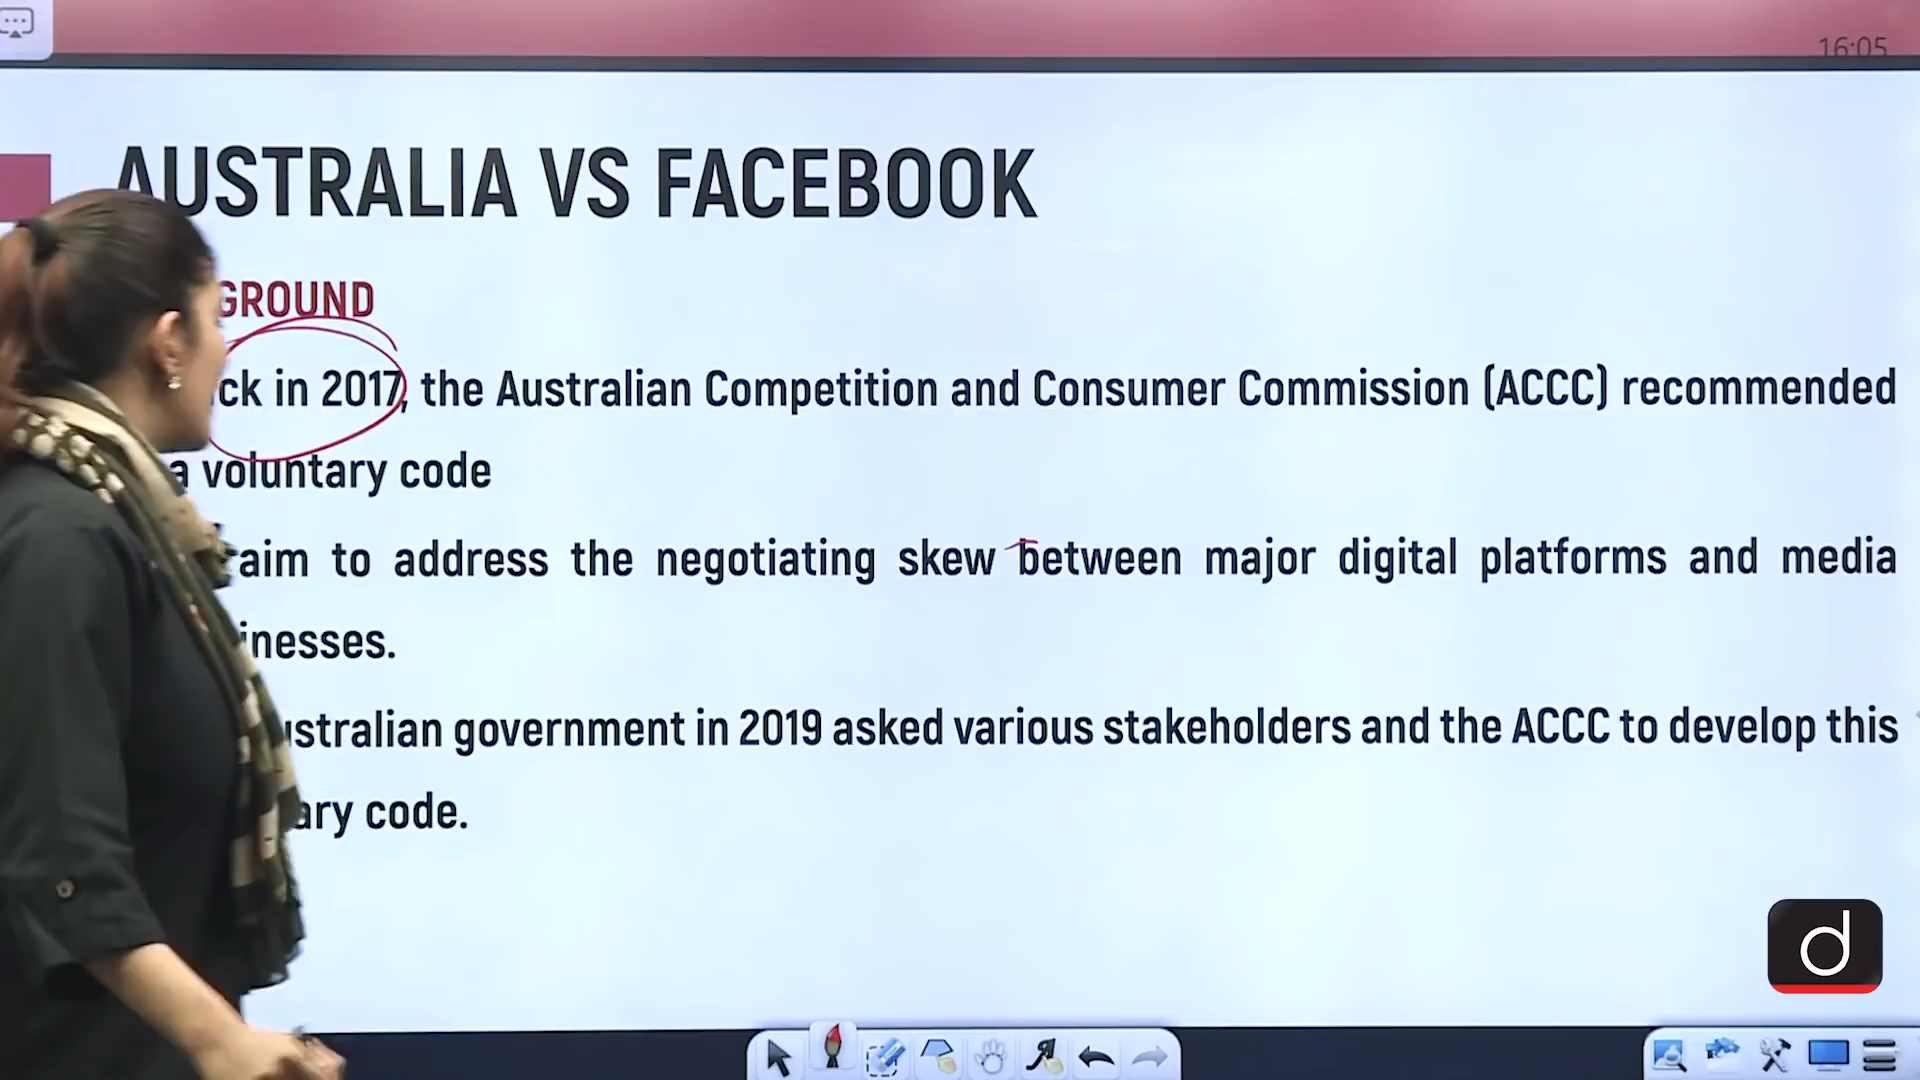 16:05
AUSTRALIA VS FACEBOOK
GROUND
ck in 2017, the Australian Competition and Consumer Commission (ACCC) recommended
a voluntary code
aim to address the negotiating skew between major digital platforms and media
inesses.
ustralian government in 2019 asked various stakeholders and the ACCC to develop this
ary code.
d